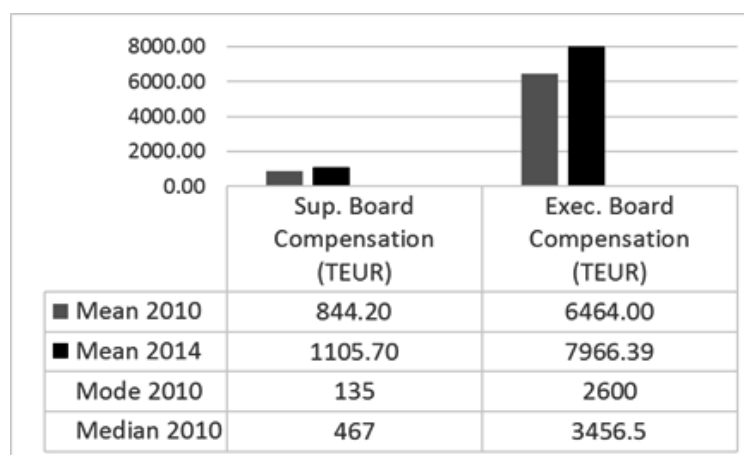 8000.00
6000.00
4000.00
2000.00
0.00
Sup. Board Compensation (TEUR)
Exec. Board Compensation (TEUR)
Mean 2010 844.20 6464.00
Mean 2014 1105.70 7966.39
Mode 2010 135 2600
Median 2010 467 3456.5